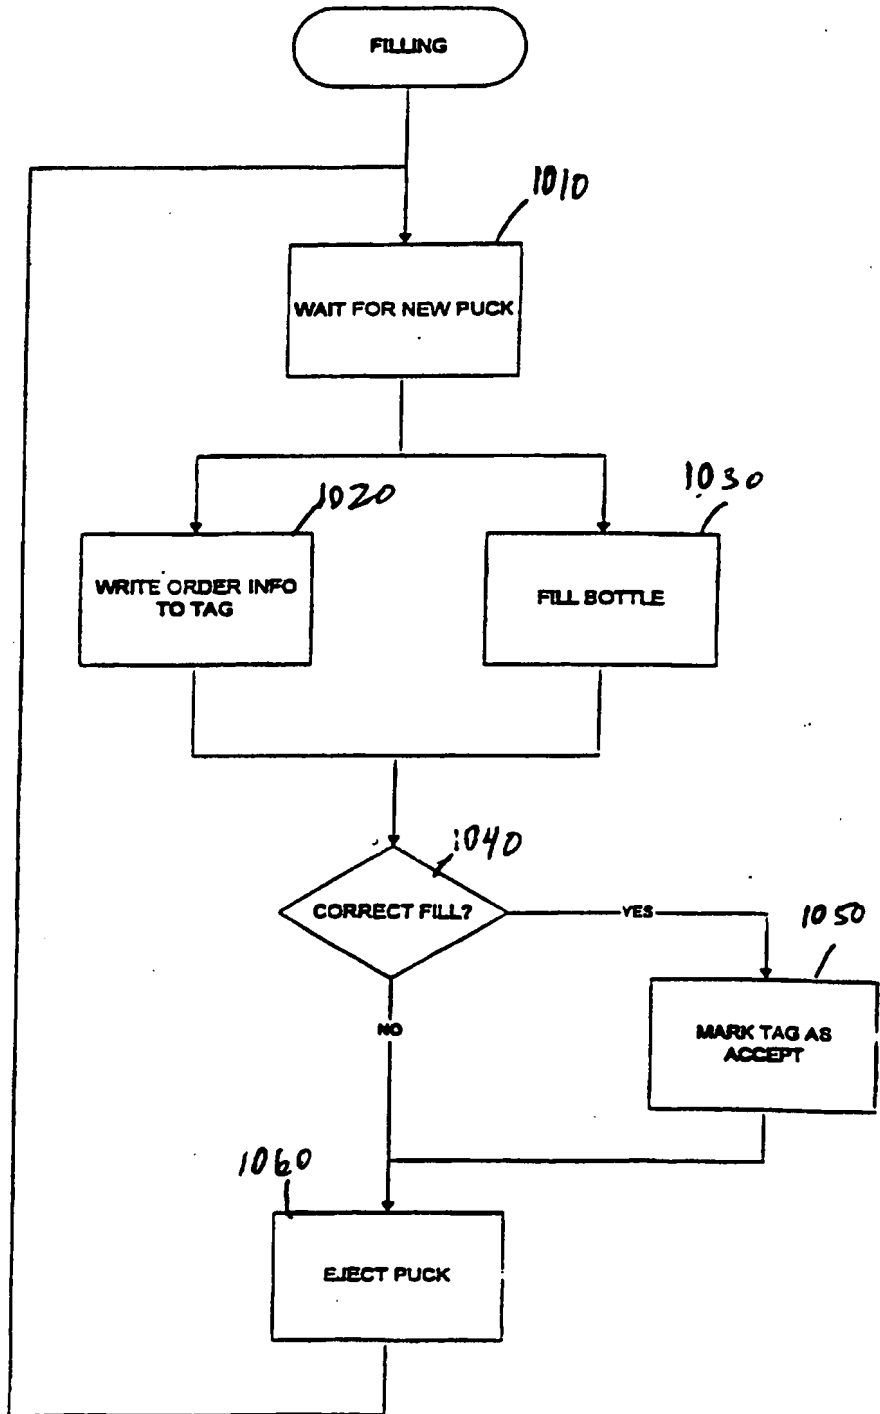 FILLING
1010
WAIT FOR NEW PUCK
1020
1030
WRITE ORDER INFO
TO TAG
FILL BOTTLE
1040
CORRECT FILL?
YES
1050
NO
MARK TAG AS
ACCEPT
1060
EJECT PUCK